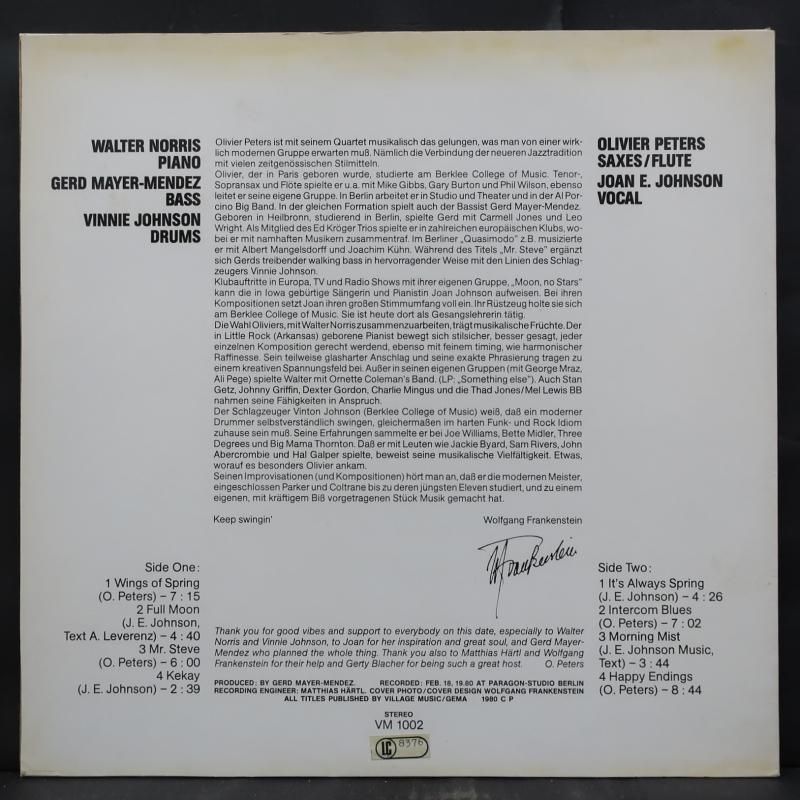 WALTER NORRIS
PIANO
GERD MAYER-MENDEZ
BASS
VINNIE JOHNSON
DRUMS
Olivier Peters ist mit seinem Quartet musikalisch das gelungen, was man von einer wirk-
lich modernen Gruppe erwarten muß. Nämlich die Verbindung der neueren Jazztradition
mit vielen zeitgenössischen Stilmitteln.
Olivier, der in Paris geboren wurde, studierte am Berklee College of Music. Tenor-,
Sopransax und Flöte spielte er u.a. mit Mike Gibbs, Gary Burton und Phil Wilson, ebenso
leitet er seine eigene Gruppe. In Berlin arbeitet er in Studio und Theater und in der Al Por-
cino Big Band. In der gleichen Formation spielt auch der Bassist Gerd Mayer-Mendez.
Geboren in Heilbronn, studierend in Berlin, spielte Gerd mit Carmell Jones und Leo
Wright. Als Mitglied des Ed Kröger Trios spielte er in zahlreichen europäischen Klubs, wo-
bei er mit namhaften Musikern zusammentraf. Im Berliner „Quasimodo" z.B. musizierte
er mit Albert Mangelsdorff und Joachim Kühn. Während des Titels „Mr. Steve" ergänzt
sich Gerds treibender walking bass in hervorragender Weise mit den Linien des Schlag-
zeugers Vinnie Johnson.
Klubauftritte in Europa, TV und Radio Shows mit ihrer eigenen Gruppe, „Moon, no Stars"
kann die in Iowa gebürtige Sängerin und Pianistin Joan Johnson aufweisen. Bei ihren
Kompositionen setzt Joan ihren großen Stimmumfang voll ein. Ihr Rüstzeug holte sie sich
am Berklee College of Music. Sie ist heute dort als Gesangslehrerin tätig.
Die Wahl Oliviers, mit Walter Norris zusammenzuarbeiten, trägt musikalische Früchte. Der
in Little Rock (Arkansas) geborene Pianist bewegt sich stilsicher, besser gesagt, jeder
einzelnen Komposition gerecht werdend, ebenso mit feinem timing, wie harmonischer
Raffinesse. Sein teilweise glasharter Anschlag und seine exakte Phrasierung tragen zu
einem kreativen Spannungsfeld bei. Außer in seinen eigenen Gruppen (mit George Mraz,
Ali Pege) spielte Walter mit Ornette Coleman's Band. (LP: „Something else"). Auch Stan
Getz, Johnny Griffin, Dexter Gordon, Charlie Mingus und die Thad Jones/Mel Lewis BB
nahmen seine Fähigkeiten in Anspruch.
Der Schlagzeuger Vinton Johnson (Berklee College of Music) weiß, daß ein moderner
Drummer selbstverständlich swingen, gleichermaßen im harten Funk- und Rock Idiom
zuhause sein muß. Seine Erfahrungen sammelte er bei Joe Williams, Bette Midler, Three
Degrees und Big Mama Thornton. Daß er mit Leuten wie Jackie Byard, Sam Rivers, John
Abercrombie und Hal Galper spielte, beweist seine musikalische Vielfältigkeit. Etwas,
worauf es besonders Olivier ankam.
Seinen Improvisationen (und Kompositionen) hört man an, daß er die modernen Meister,
eingeschlossen Parker und Coltrane bis zu deren jüngsten Eleven studiert, und zu einem
eigenen, mit kräftigem Biß vorgetragenen Stück Musik gemacht hat.
Keep swingin' Wolfgang Frankenstein
WFrankenstein
OLIVIER PETERS
SAXES/FLUTE
JOAN E. JOHNSON
VOCAL
Side One:
1 Wings of Spring
(O. Peters) – 7 : 15
2 Full Moon
(J. E. Johnson,
Text A. Leverenz) – 4 : 40
3 Mr. Steve
(O. Peters) – 6 : 00
4 Kekay
(J. E. Johnson) – 2 : 39
Side Two:
1 It's Always Spring
(J. E. Johnson) – 4 : 26
2 Intercom Blues
(O. Peters) – 7 : 02
3 Morning Mist
(J. E. Johnson Music,
Text) – 3 : 44
4 Happy Endings
(O. Peters) – 8 : 44
Thank you for good vibes and support to everybody on this date, especially to Walter
Norris and Vinnie Johnson, to Joan for her inspiration and great soul, and Gerd Mayer-
Mendez who planned the whole thing. Thank you also to Matthias Härtl and Wolfgang
Frankenstein for their help and Gerty Blacher for being such a great host. O. Peters
PRODUCED: BY GERD MAYER-MENDEZ. RECORDED: FEB. 18, 19.80 AT PARAGON-STUDIO BERLIN
RECORDING ENGINEER: MATTHIAS HÄRTL. COVER PHOTO/COVER DESIGN WOLFGANG FRANKENSTEIN
ALL TITLES PUBLISHED BY VILLAGE MUSIC/GEMA 1980 C P
STEREO
VM 1002
LC 8376